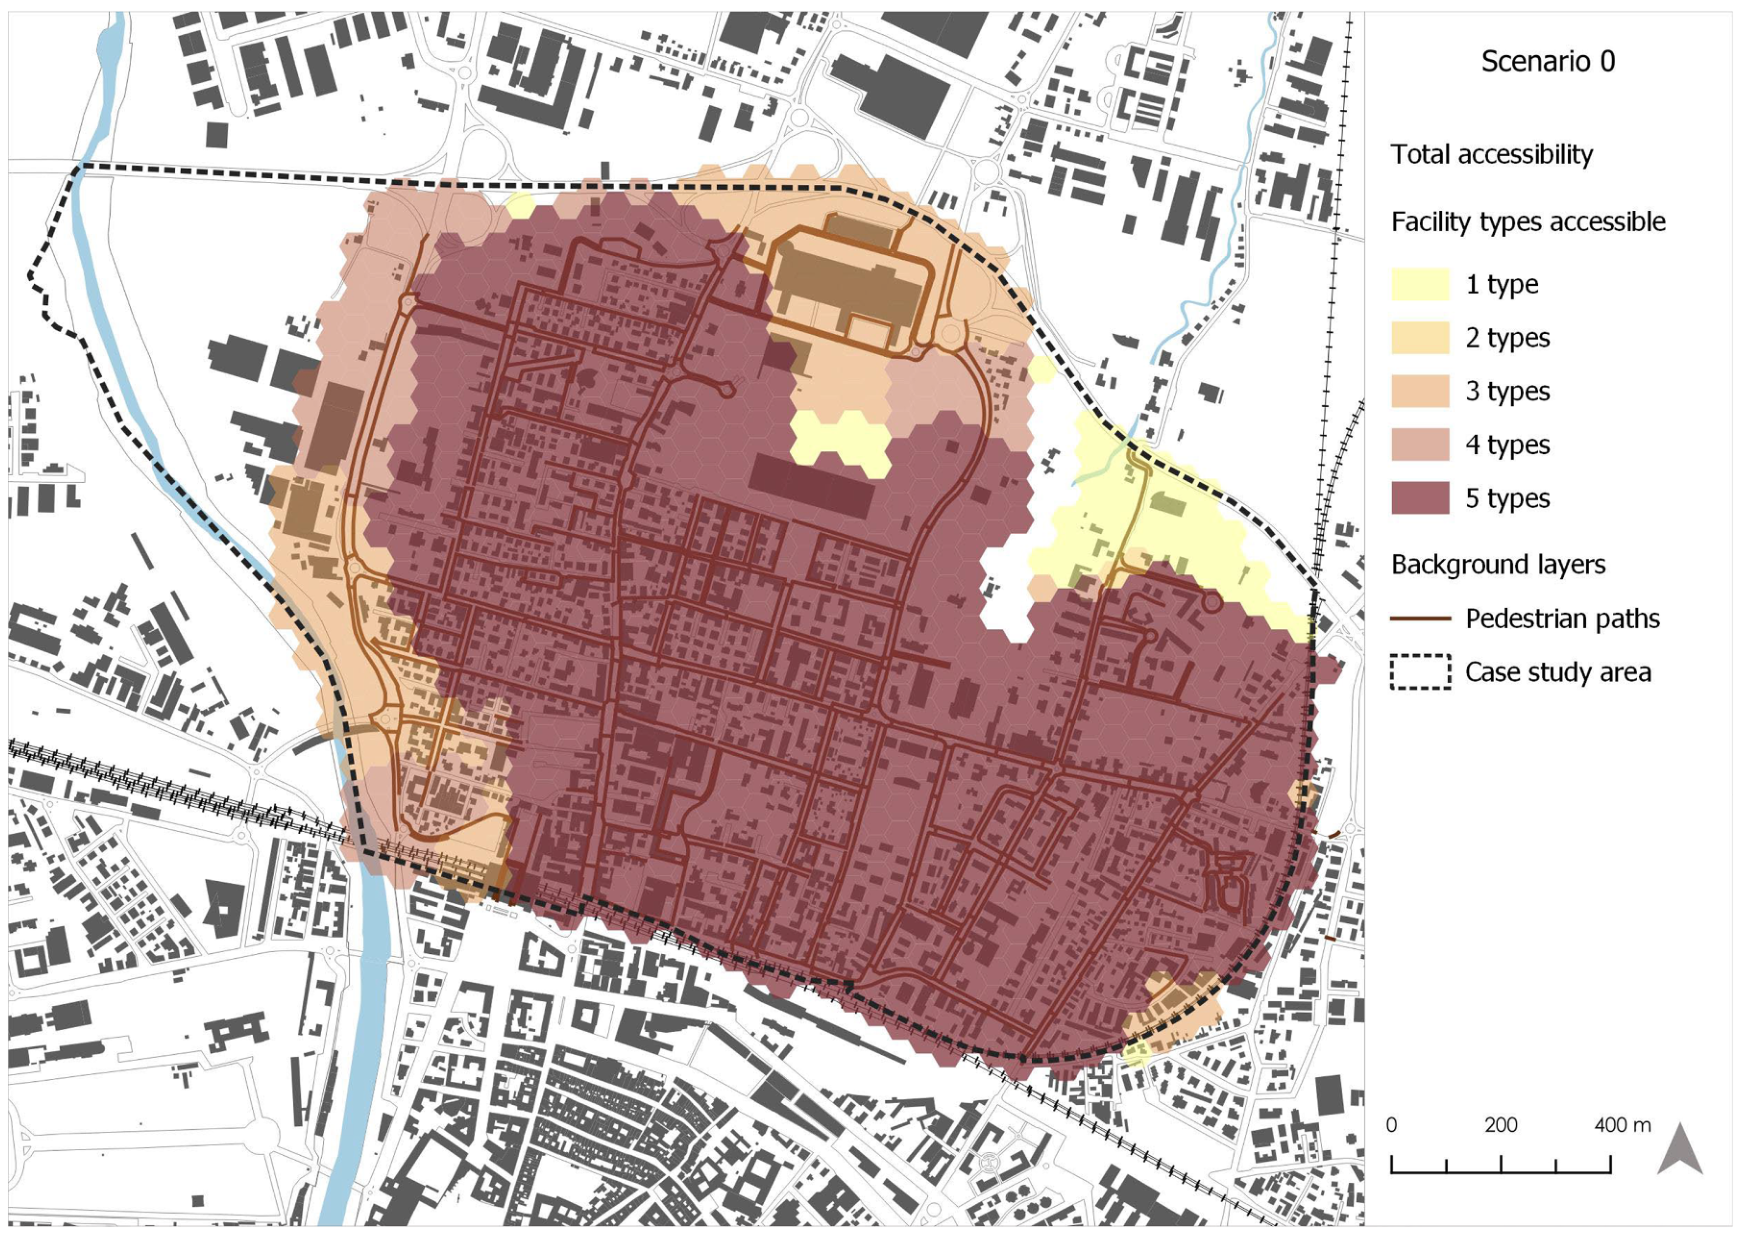 Scenario 0
Total accessibility
Facility types accessible
1 type
2 types
3 types
4 types
5 types
Background layers
Pedestrian paths
Case study area
0 200 400 m